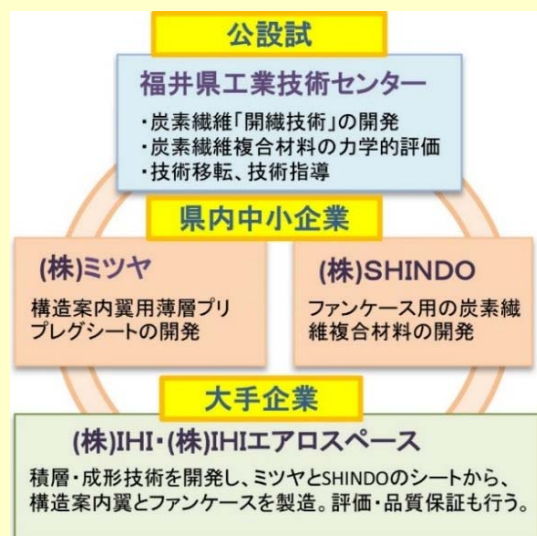 公設試
福井県工業技術センター
・炭素繊維「開繊技術」の開発
・炭素繊維複合材料の力学的評価
・技術移転、技術指導
県内中小企業
(株)ミツヤ
構造案内翼用薄層プリ
プレグシートの開発
(株)SHINDO
ファンケース用の炭素繊
維複合材料の開発
大手企業
(株)IHI・(株)IHIエアロスペース
積層・成形技術を開発し、ミツヤとSHINDOのシートから、
構造案内翼とファンケースを製造。評価・品質保証も行う。